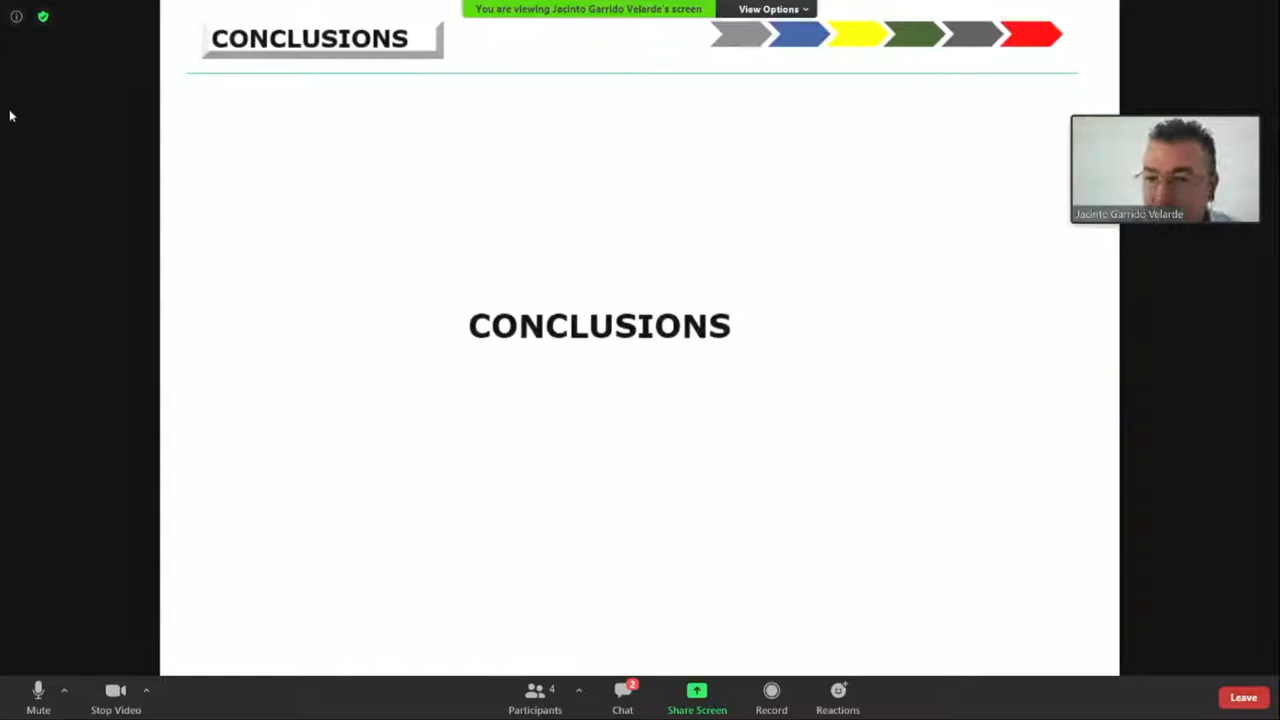 You are viewing Jacinto Garrido Velarde's screen
View Options
CONCLUSIONS
Jacinto Garrido Velarde
CONCLUSIONS
Mute
Stop Video
4
Participants
2
Chat
Share Screen
Record
Reactions
Leave